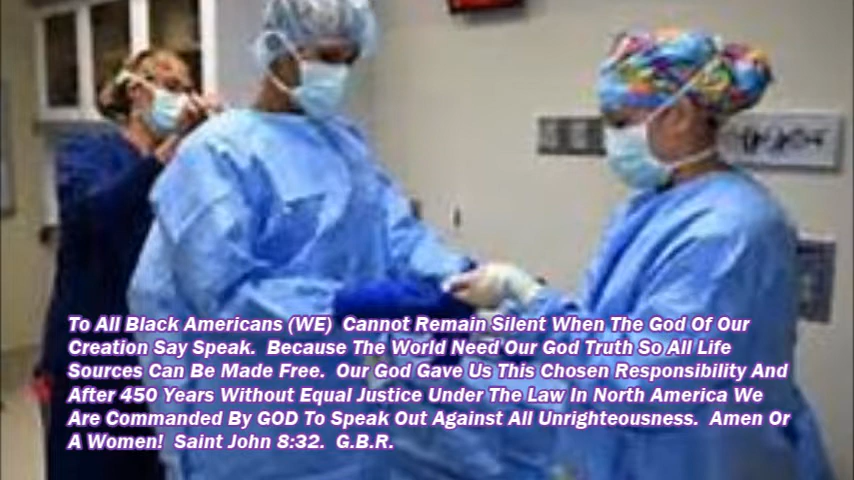 To All Black Americans (WE)  Cannot Remain Silent When The God Of Our
Creation Say Speak.  Because The World Need Our God Truth So All Life
Sources Can Be Made Free.  Our God Gave Us This Chosen Responsibility And
After 450 Years Without Equal Justice Under The Law In North America We
Are Commanded By GOD To Speak Out Against All Unrighteousness.  Amen Or
A Women!  Saint John 8:32.  G.B.R.